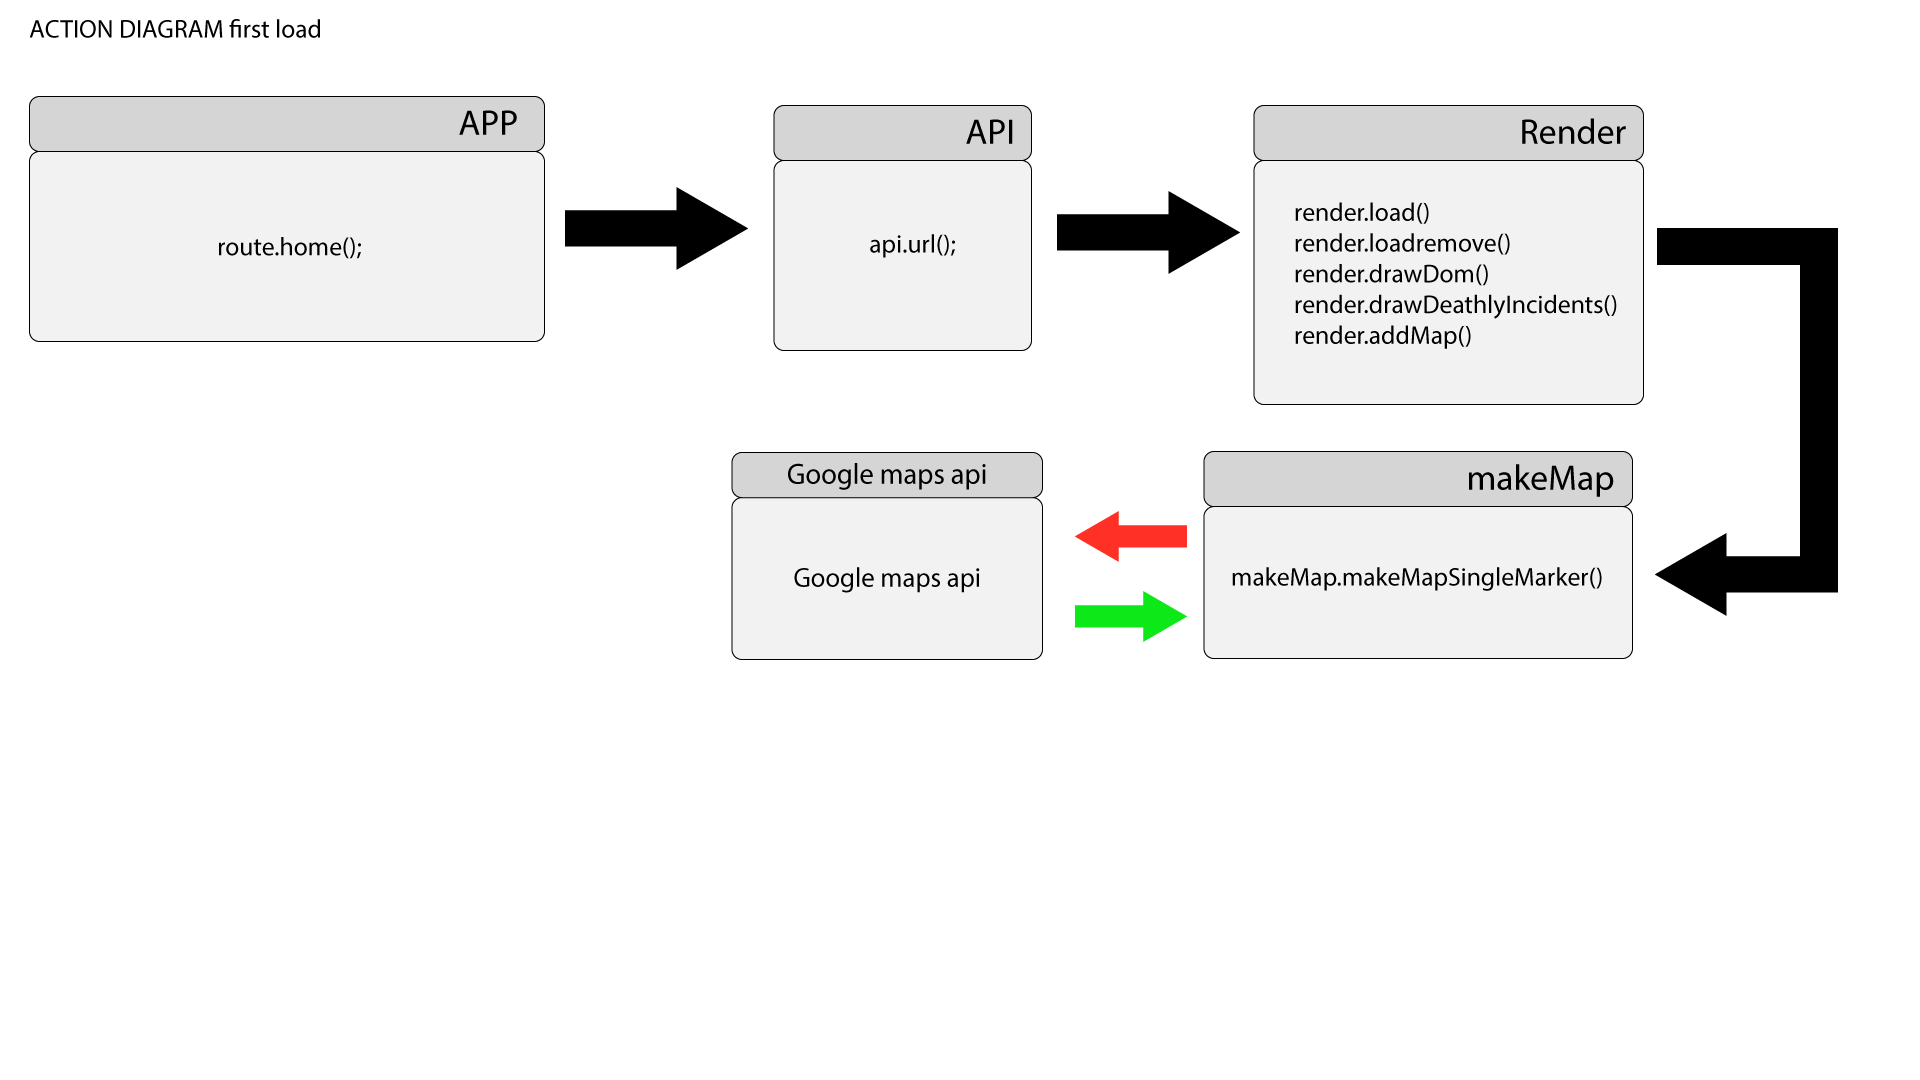 ACTION DIAGRAM first load
APP
route.home();
API
api.url();
Render
render.load()
render.loadremove()
render.drawDom()
render.drawDeathlyIncidents()
render.addMap()
Google maps api
Google maps api
makeMap
makeMap.makeMapSingleMarker()